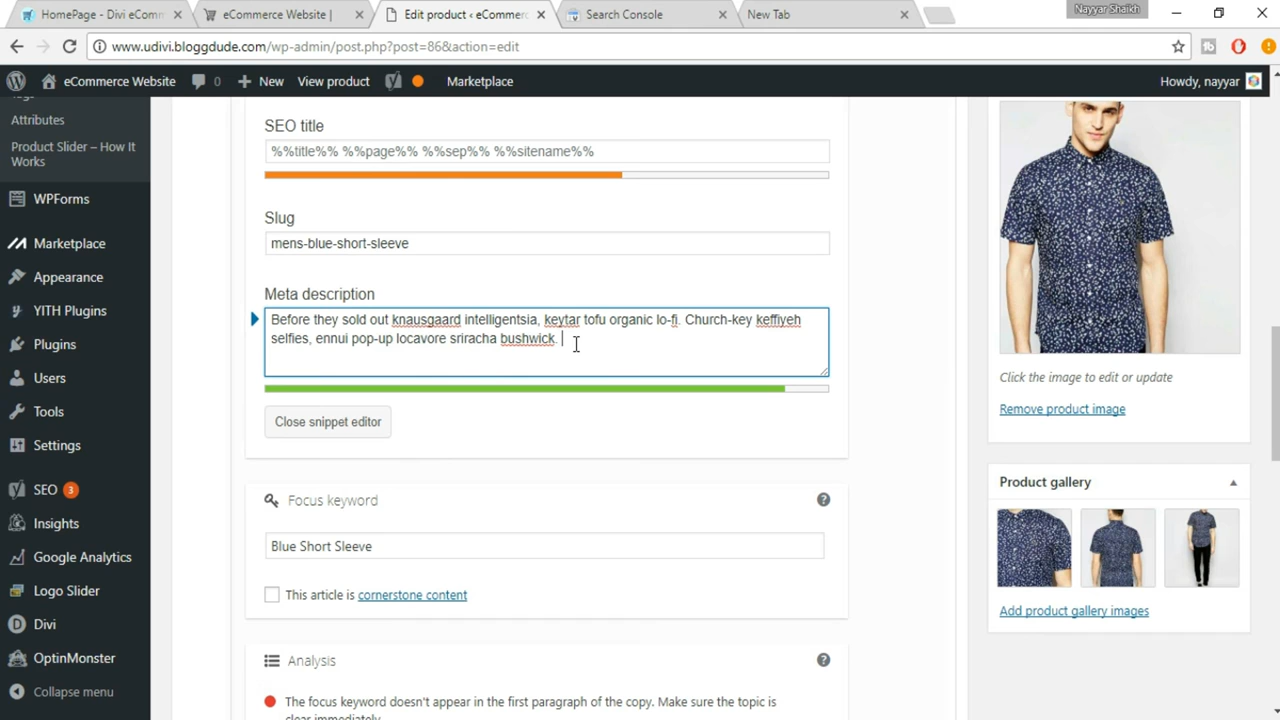 HomePage - Divi eComm
eCommerce Website |
Edit product ‹ eCommerc
Search Console
New Tab
Nayyar Shaikh
www.udivi.bloggdude.com/wp-admin/post.php?post=86&action=edit
eCommerce Website
0
New
View product
Marketplace
Howdy, nayyar
Attributes
Product Slider – How It
Works
WPForms
Marketplace
Appearance
YITH Plugins
Plugins
Users
Tools
Settings
SEO 3
Insights
Google Analytics
Logo Slider
Divi
OptinMonster
Collapse menu
SEO title
%%title%% %%page%% %%sep%% %%sitename%%
Slug
mens-blue-short-sleeve
Meta description
Before they sold out knausgaard intelligentsia, keytar tofu organic lo-fi. Church-key keffiyeh
selfies, ennui pop-up locavore sriracha bushwick.
Close snippet editor
Focus keyword
?
Blue Short Sleeve
This article is cornerstone content
Analysis
?
The focus keyword doesn't appear in the first paragraph of the copy. Make sure the topic is
clear immediately.
Click the image to edit or update
Remove product image
Product gallery
Add product gallery images